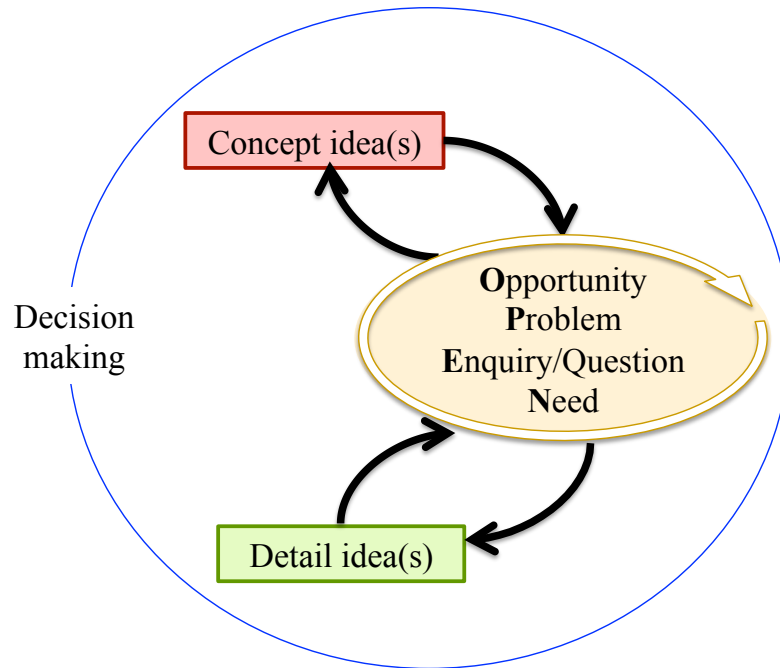 Concept idea(s)
Opportunity
Problem
Enquiry/Question
Need
Decision
making
Detail idea(s)